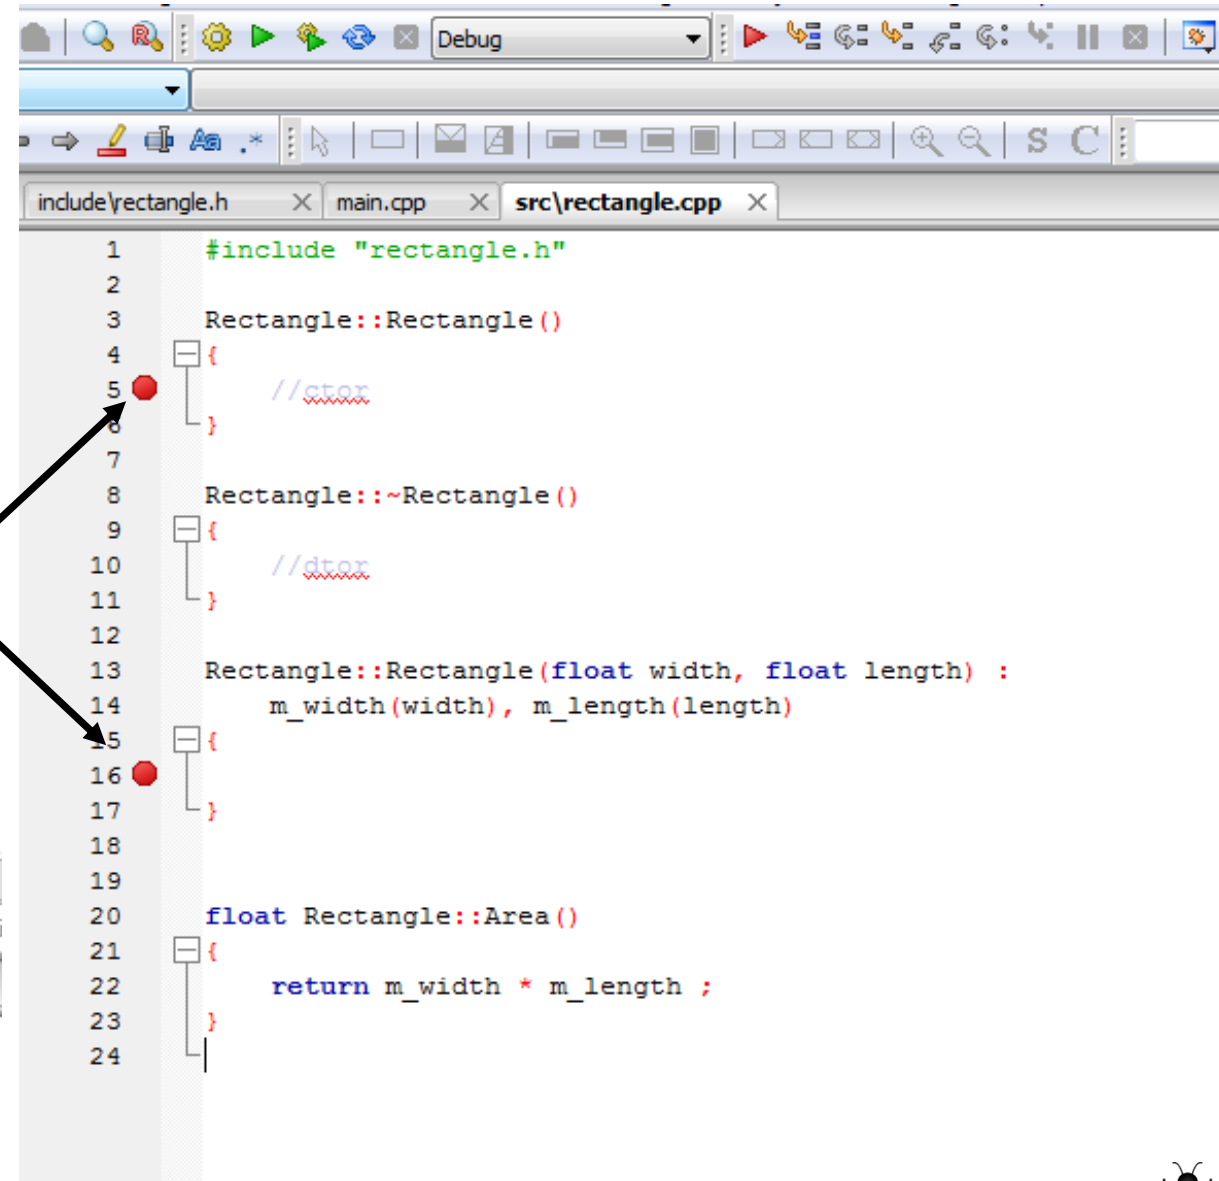 Debug
S C
include\rectangle.h main.cpp src\rectangle.cpp
1 #include "rectangle.h"
2
3 Rectangle::Rectangle()
4 {
5 //ctor
6 }
7
8 Rectangle::~Rectangle()
9 {
10 //dtor
11 }
12
13 Rectangle::Rectangle(float width, float length) :
14 m_width(width), m_length(length)
15 {
16
17 }
18
19
20 float Rectangle::Area()
21 {
22 return m_width * m_length ;
23 }
24